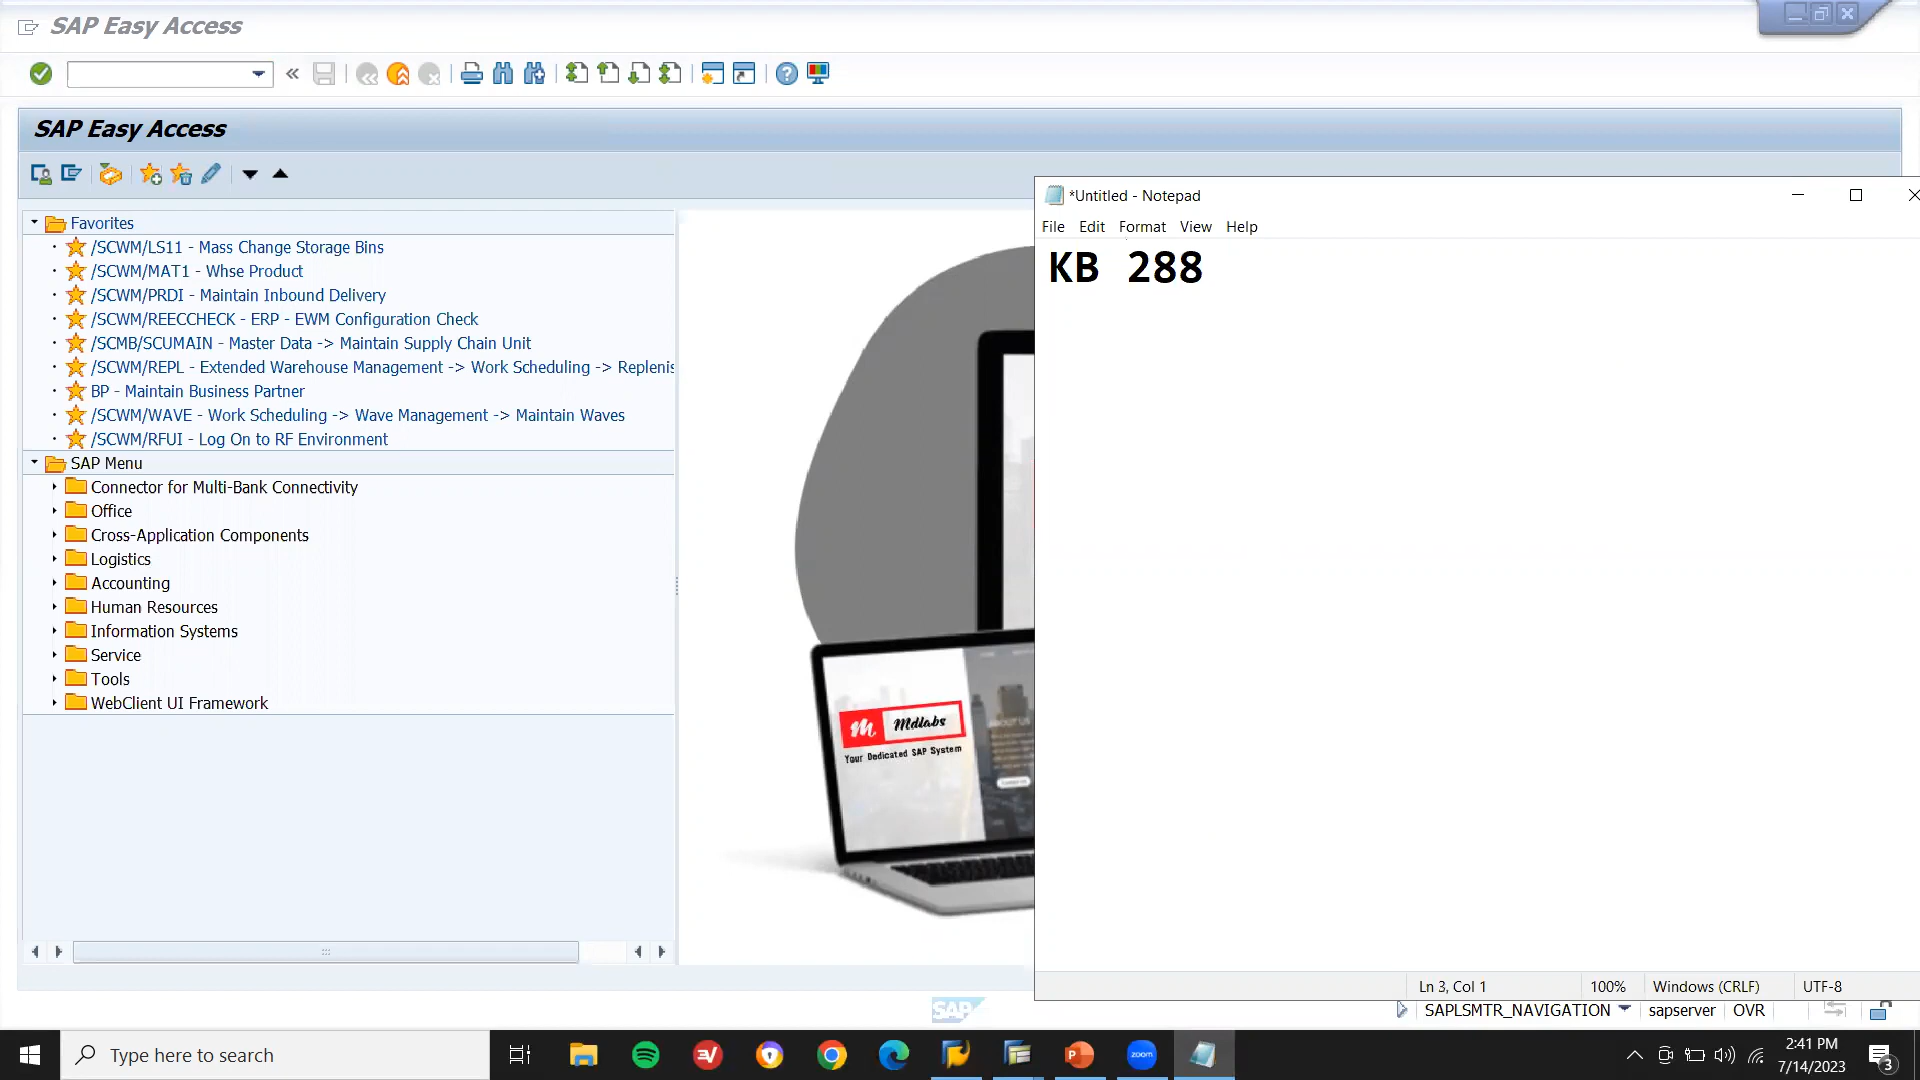 SAP Easy Access
SAP Easy Access
Favorites
/SCWM/LS11 - Mass Change Storage Bins
/SCWM/MAT1 - Whse Product
/SCWM/PRDI - Maintain Inbound Delivery
/SCWM/REECCHECK - ERP - EWM Configuration Check
/SCMB/SCUMAIN - Master Data -> Maintain Supply Chain Unit
/SCWM/REPL - Extended Warehouse Management -> Work Scheduling -> Replenis
BP - Maintain Business Partner
/SCWM/WAVE - Work Scheduling -> Wave Management -> Maintain Waves
/SCWM/RFUI - Log On to RF Environment
SAP Menu
Connector for Multi-Bank Connectivity
Office
Cross-Application Components
Logistics
Accounting
Human Resources
Information Systems
Service
Tools
WebClient UI Framework
M Mdlabs
Your Dedicated SAP System
ABOUT US
*Untitled - Notepad
File Edit Format View Help
KB 288
Ln 3, Col 1 100% Windows (CRLF) UTF-8
SAP
SAPLSMTR_NAVIGATION sapserver OVR
Type here to search
zoom
2:41 PM
7/14/2023
3